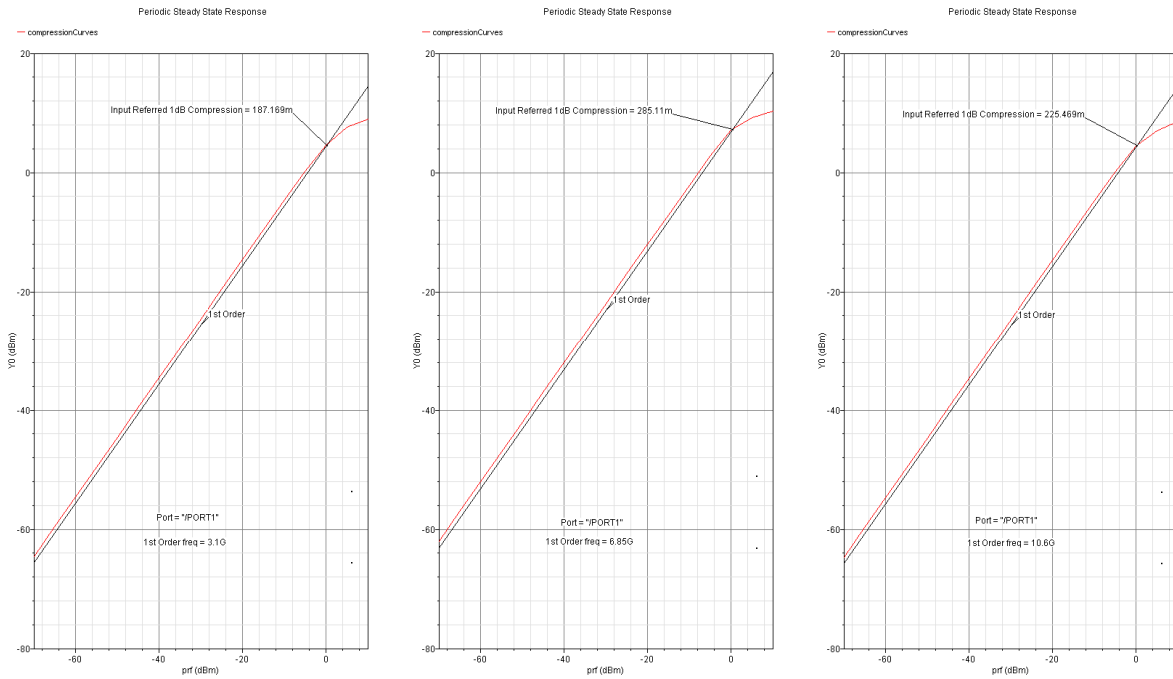 Periodic Steady State Response
compressionCurves
20
0
-20
-40
-60
-80
Y0 (dBm)
Input Referred 1dB Compression = 187.169m
1st Order
Port = "/PORT1"
1st Order freq = 3.1G
-60
-40
-20
0
prf (dBm)
Periodic Steady State Response
compressionCurves
20
0
-20
-40
-60
-80
Y0 (dBm)
Input Referred 1dB Compression = 285.11m
1st Order
Port = "/PORT1"
1st Order freq = 6.85G
-60
-40
-20
0
prf (dBm)
Periodic Steady State Response
compressionCurves
20
0
-20
-40
-60
-80
Y0 (dBm)
Input Referred 1dB Compression = 225.469m
1st Order
Port = "/PORT1"
1st Order freq = 10.6G
-60
-40
-20
0
prf (dBm)